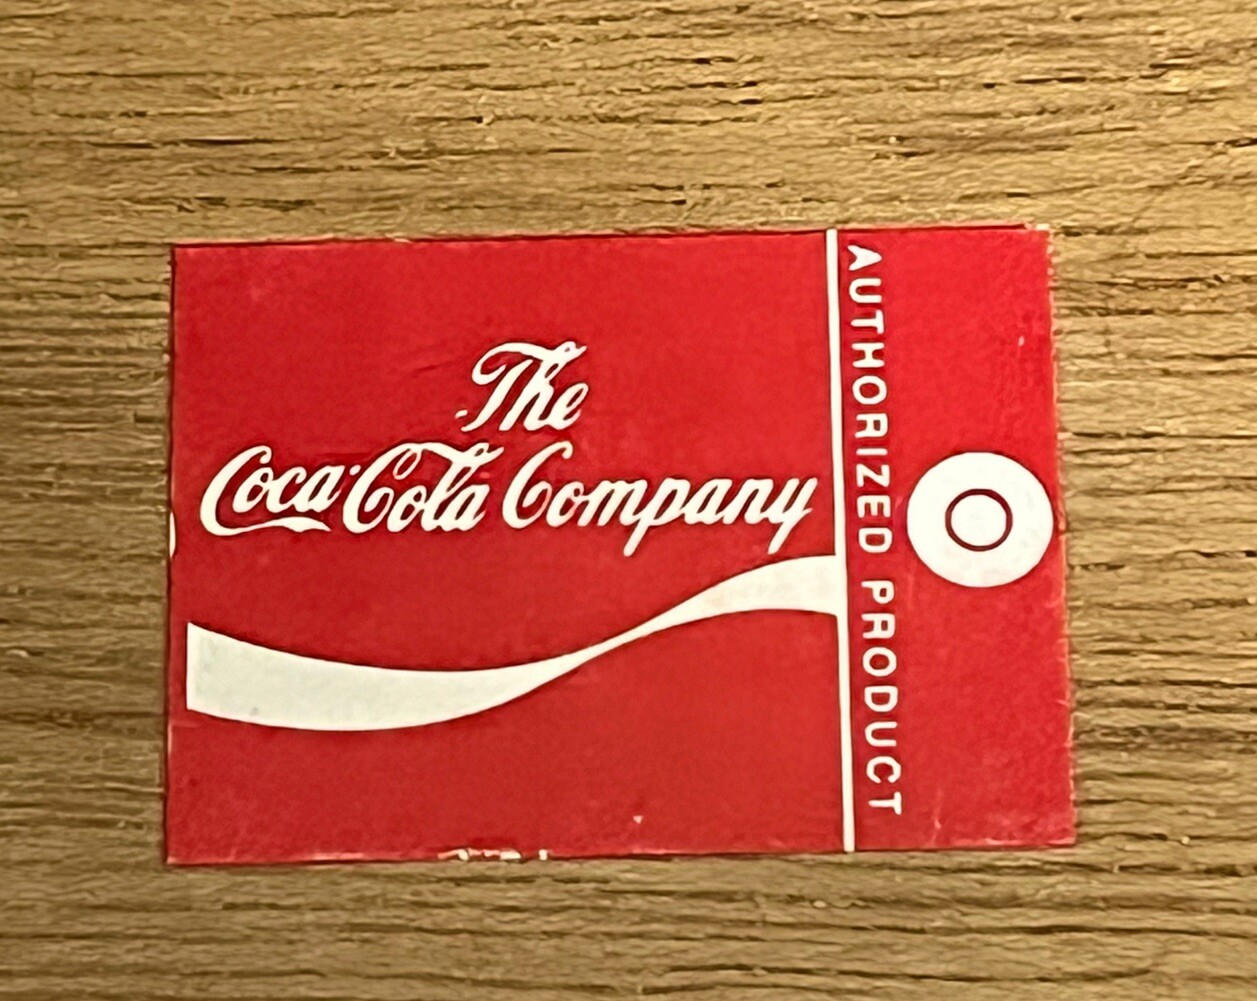 The
Coca-Cola Company
AUTHORIZED PRODUCT